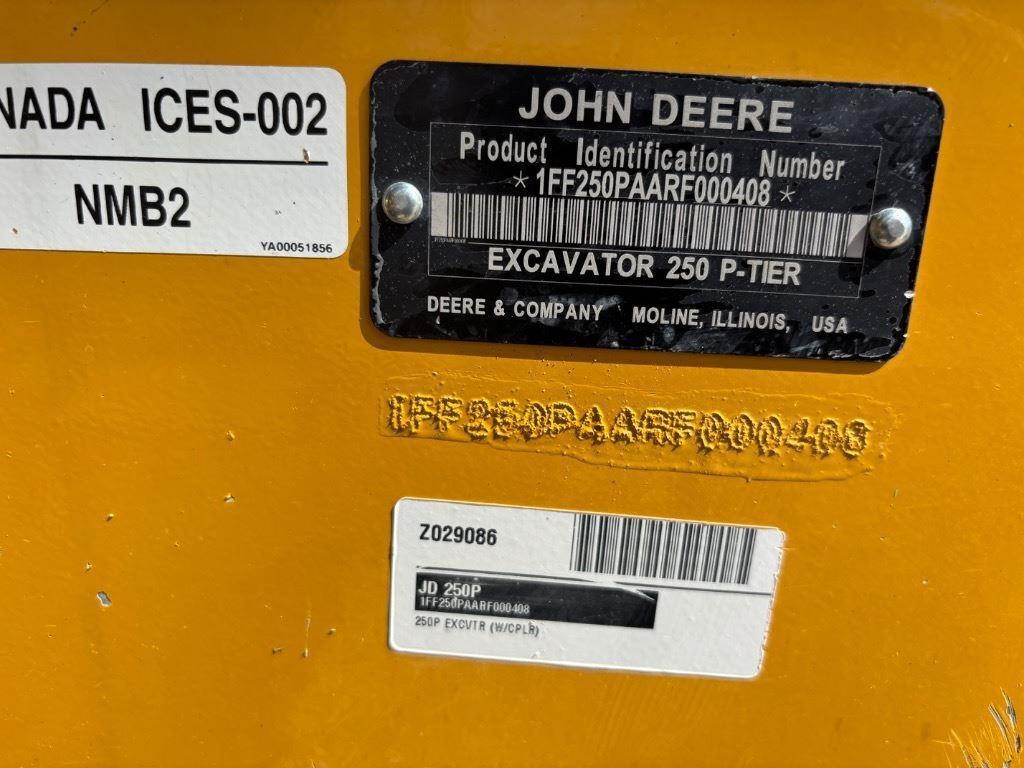 NADA ICES-002
NMB2
YA00051856
JOHN DEERE
Product Identification Number
* 1FF250PAARF000408 *
EXCAVATOR 250 P-TIER
DEERE & COMPANY MOLINE, ILLINOIS, USA
1FF250PAARF000408
Z029086
JD 250P
1FF250PAARF000408
250P EXCVTR (W/CPLR)